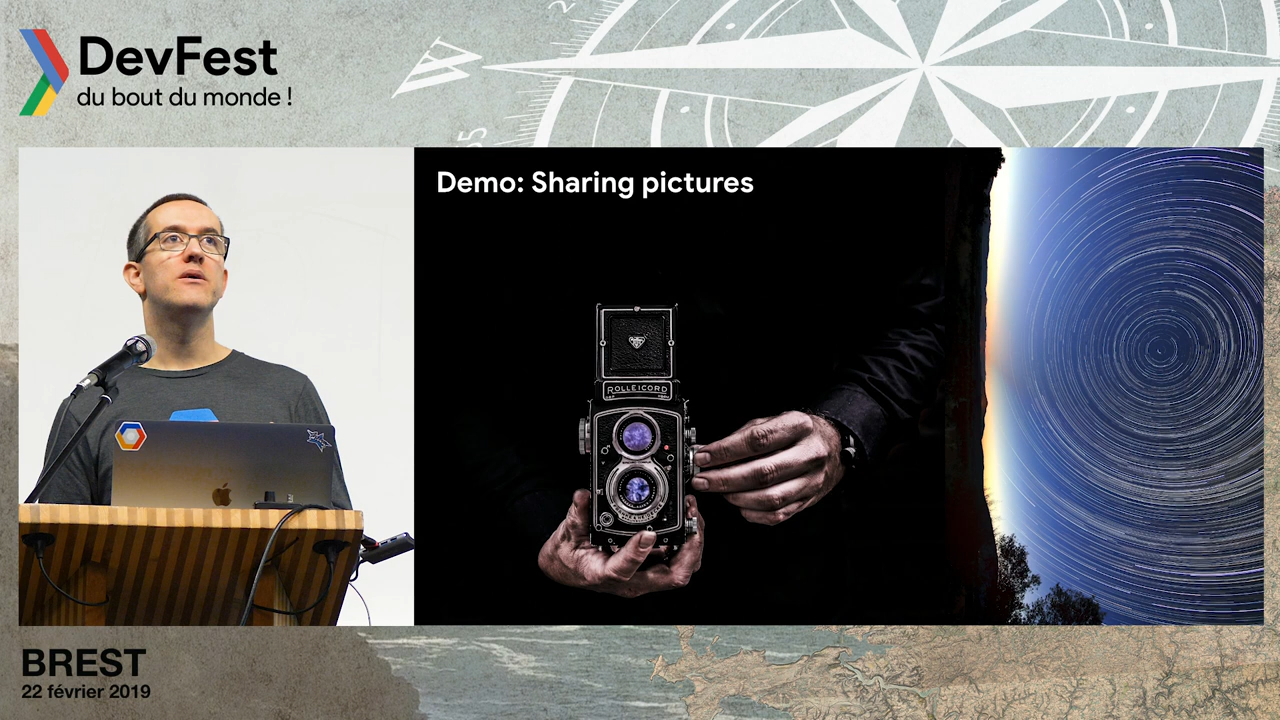 DevFest
du bout du monde !
W
Demo: Sharing pictures
ROLLEICORD
BREST
22 février 2019